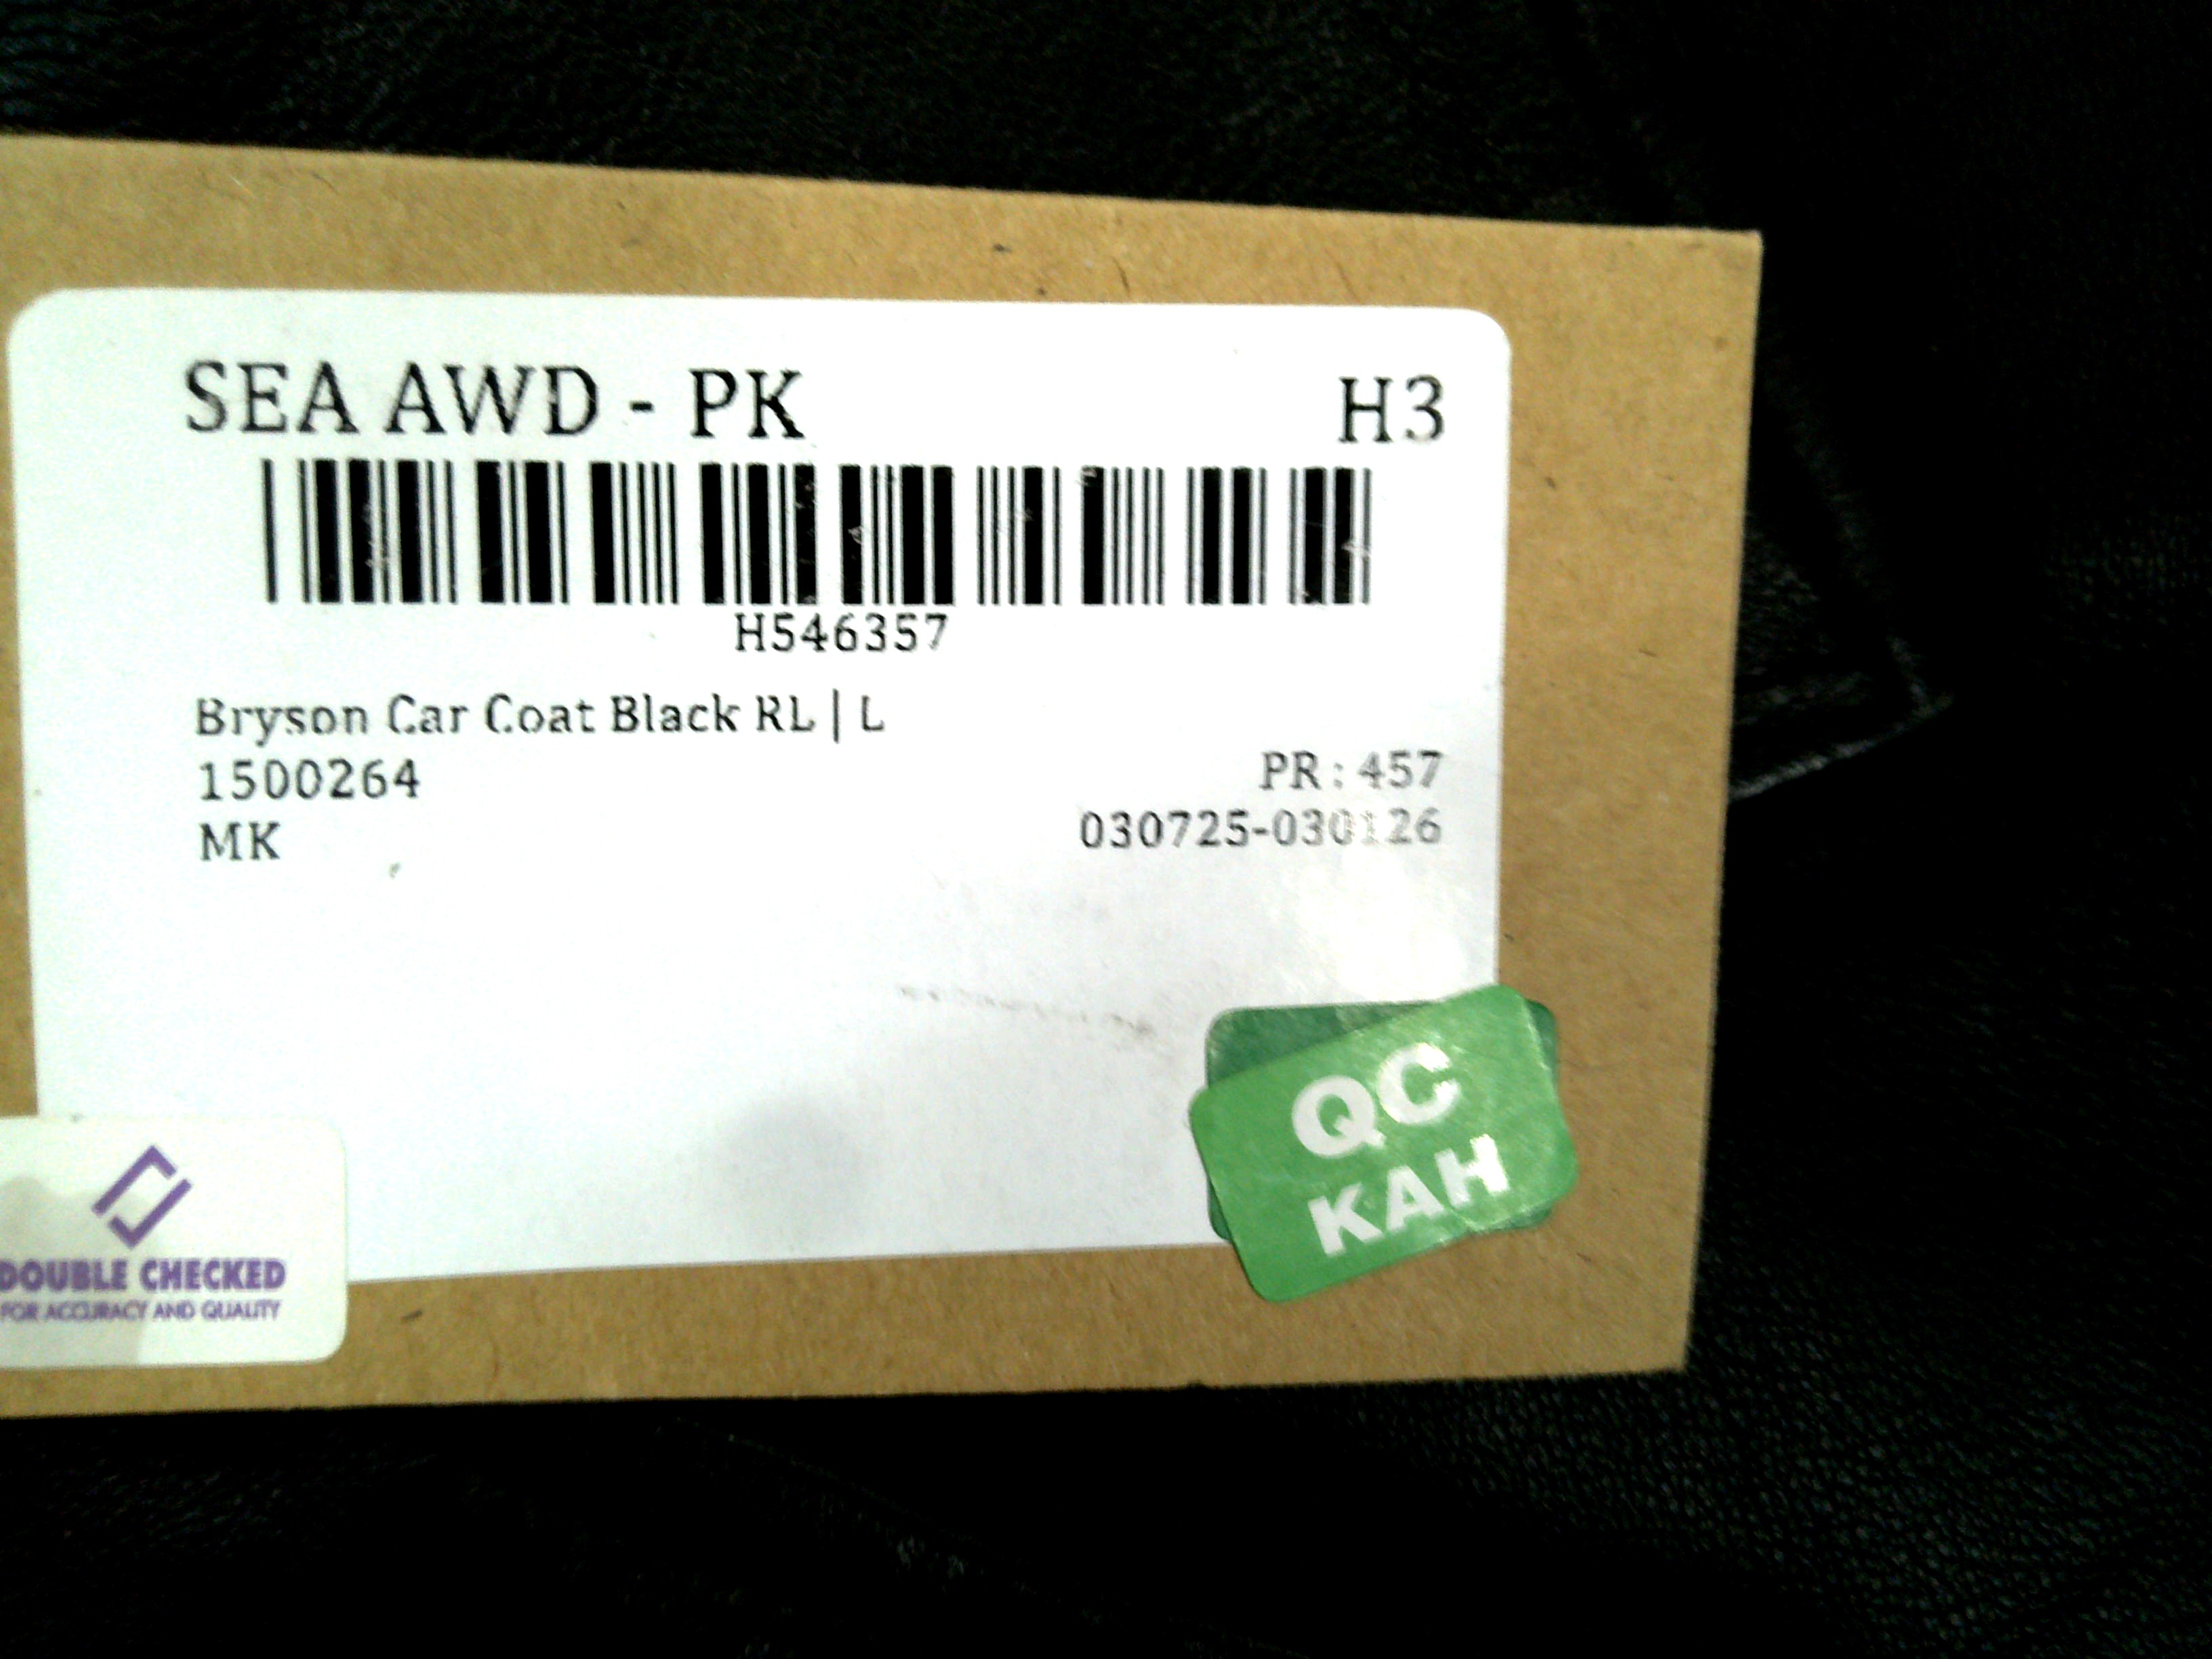 SEA AWD - PK H3
H546357
Bryson Car Coat Black RL | L
1500264 PR: 457
MK 030725-030126
QC
KAH
DOUBLE CHECKED
FOR ACCURACY AND QUALITY